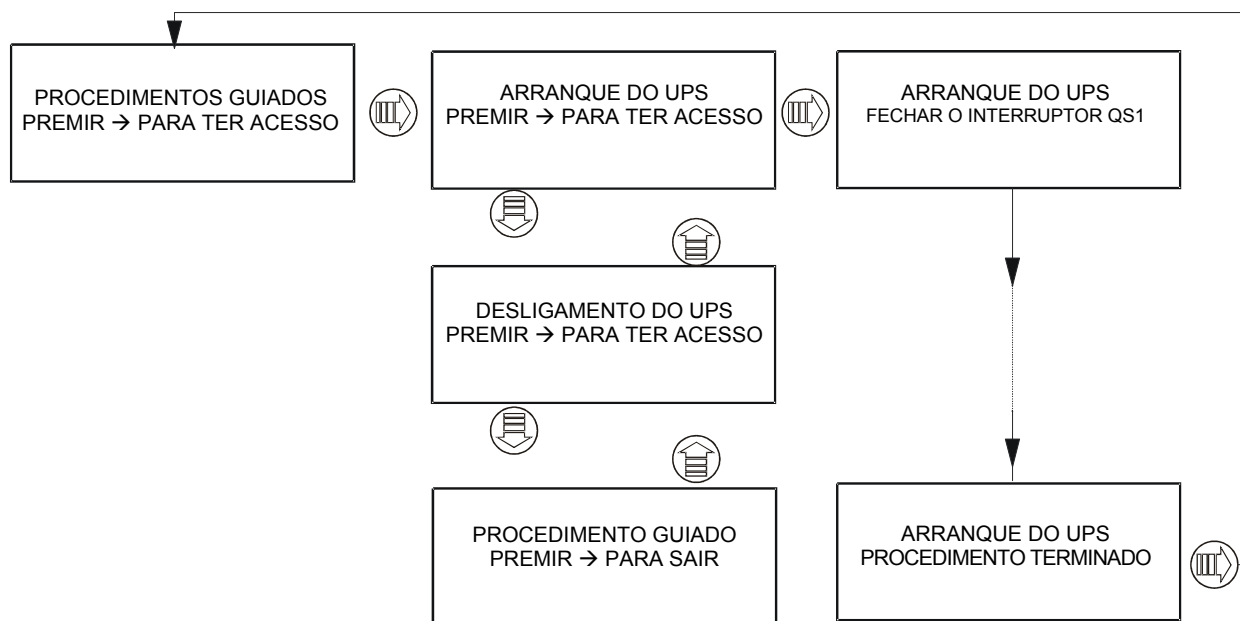 PROCEDIMENTOS GUIADOS
PREMIR → PARA TER ACESSO
ARRANQUE DO UPS
PREMIR → PARA TER ACESSO
ARRANQUE DO UPS
FECHAR O INTERRUPTOR QS1
DESLIGAMENTO DO UPS
PREMIR → PARA TER ACESSO
PROCEDIMENTO GUIADO
PREMIR → PARA SAIR
ARRANQUE DO UPS
PROCEDIMENTO TERMINADO